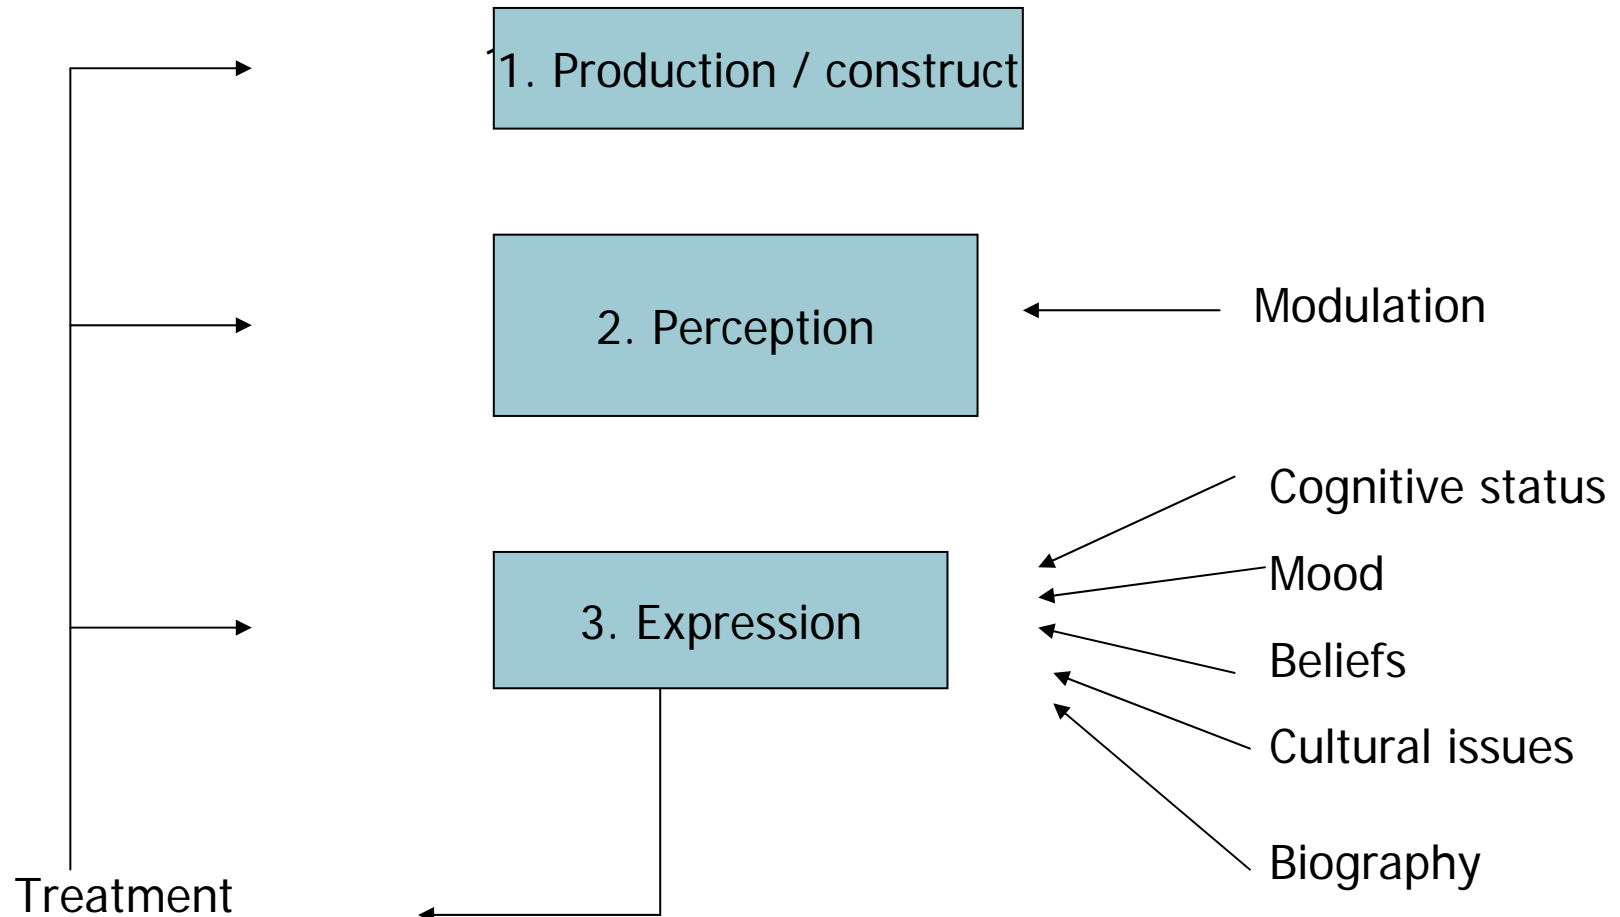 1. Production / construct
2. Perception
Modulation
3. Expression
Cognitive status
Mood
Beliefs
Cultural issues
Biography
Treatment